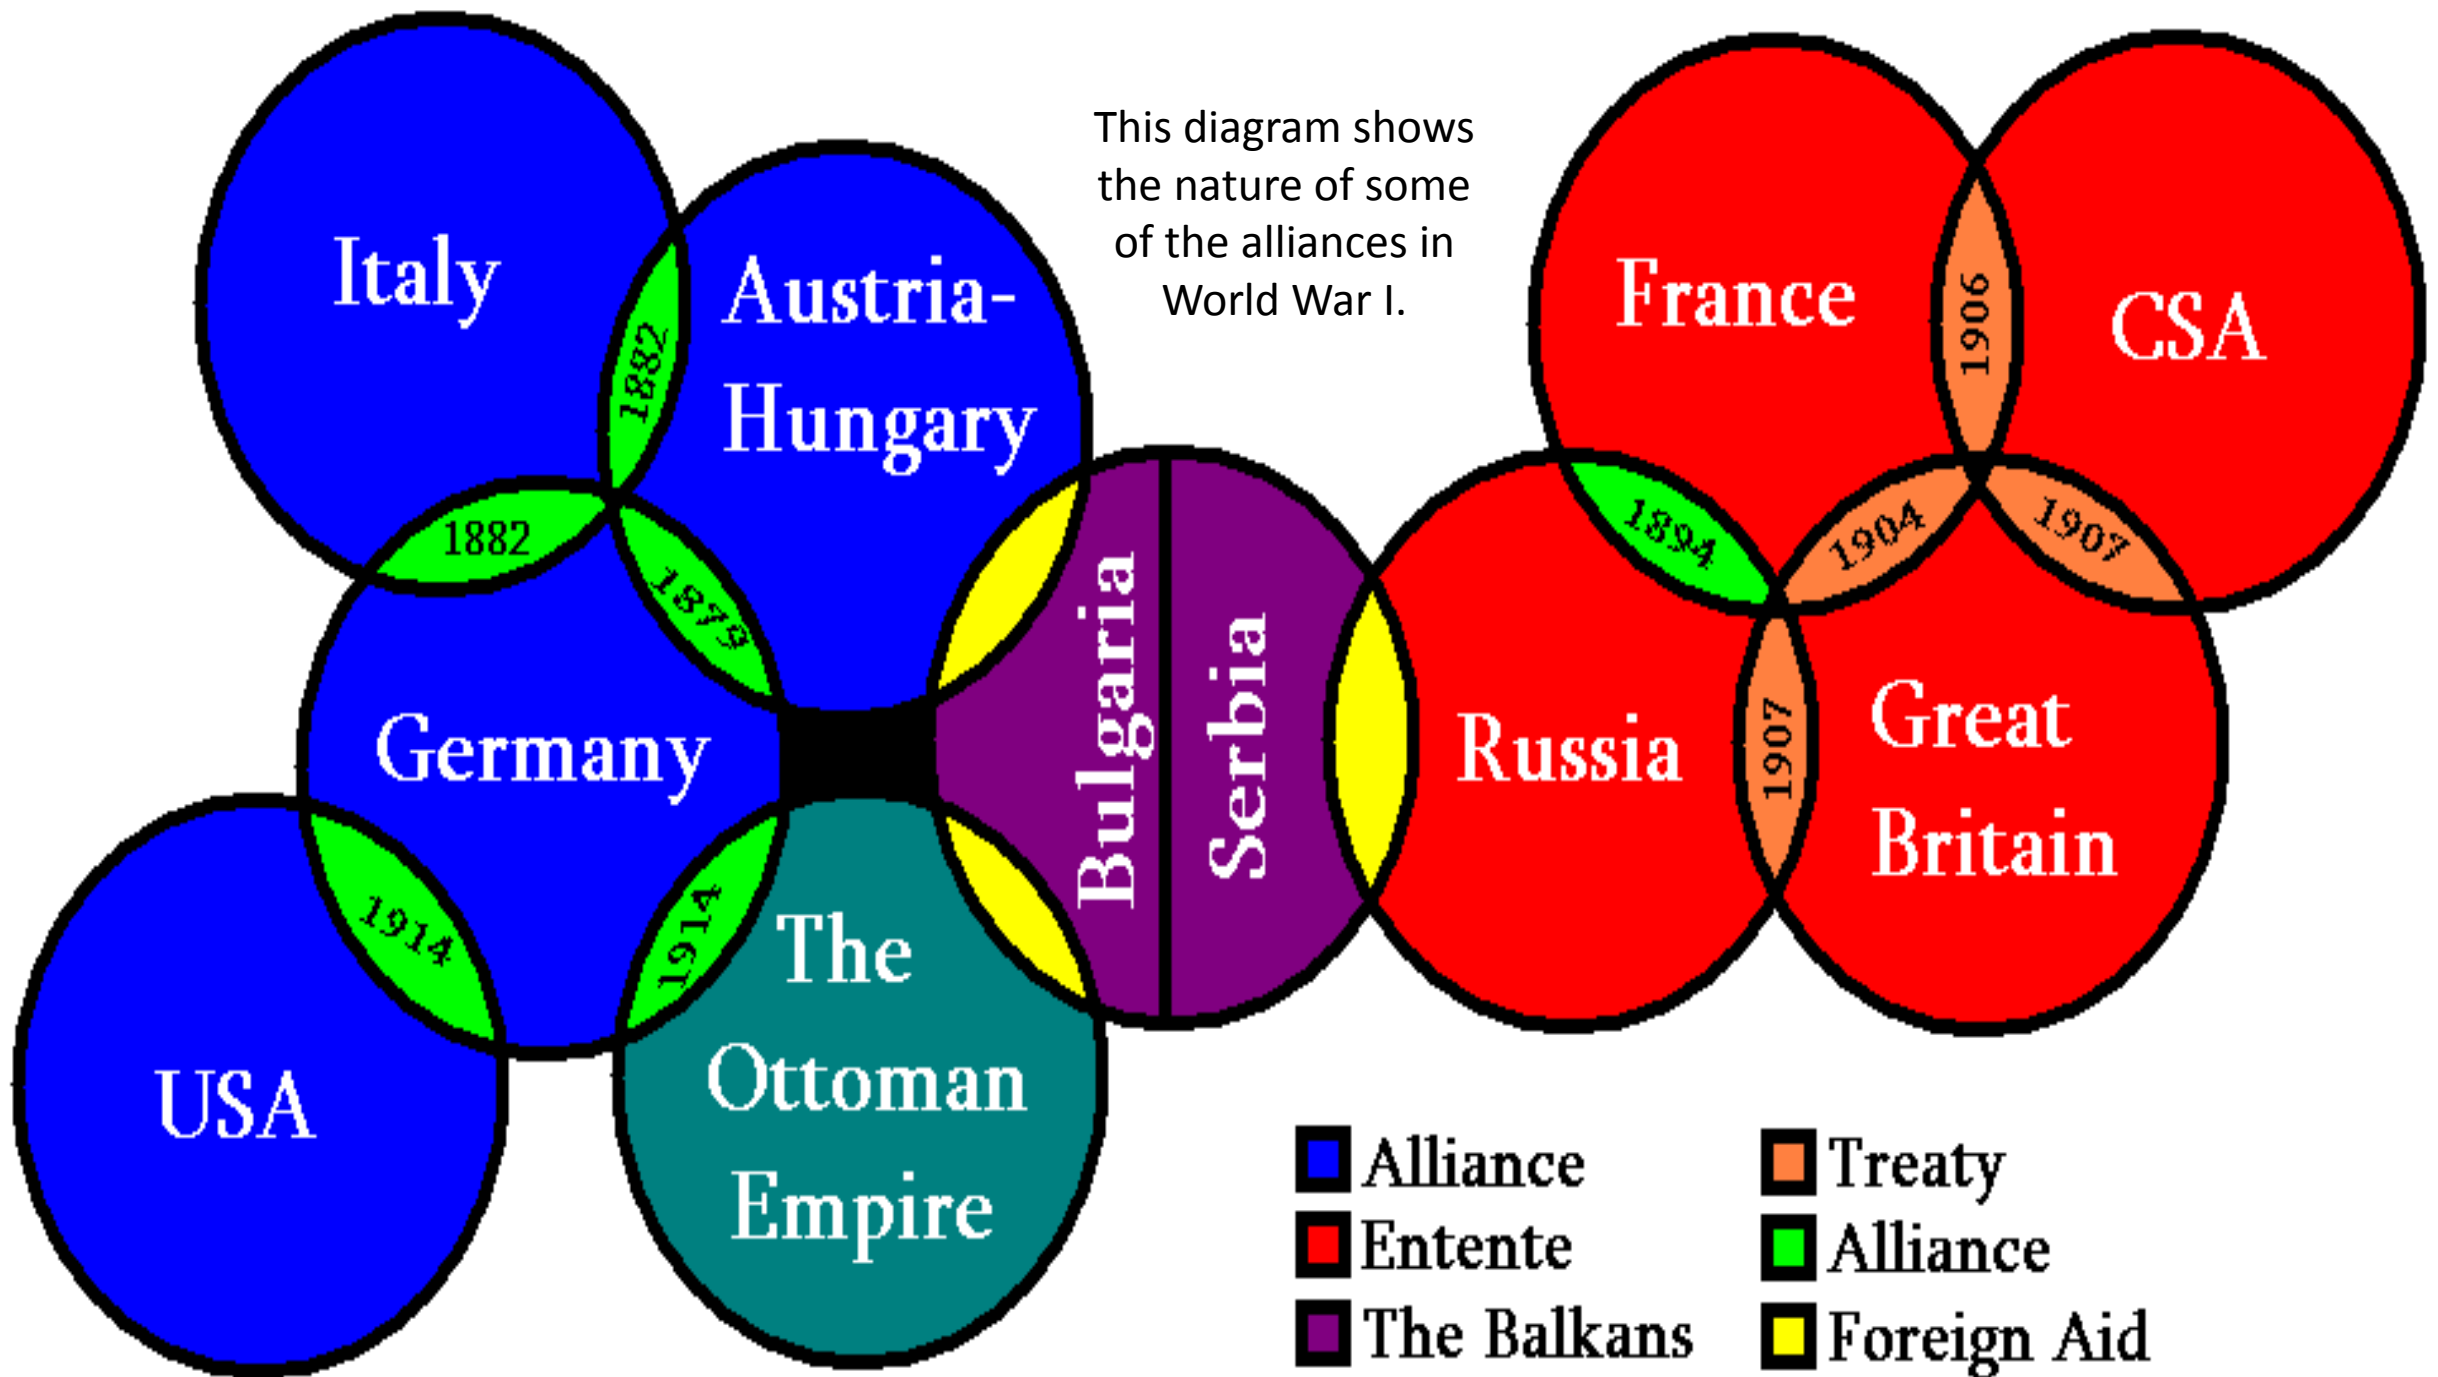 This diagram shows
the nature of some
of the alliances in
World War I.
Italy
1882
Austria-
Hungary
1882
1879
Germany
1914
1914
USA
The
Ottoman
Empire
Bulgaria
Serbia
France
1906
CSA
1894
1904
1907
Russia
1907
Great
Britain
Alliance
Entente
The Balkans
Treaty
Alliance
Foreign Aid